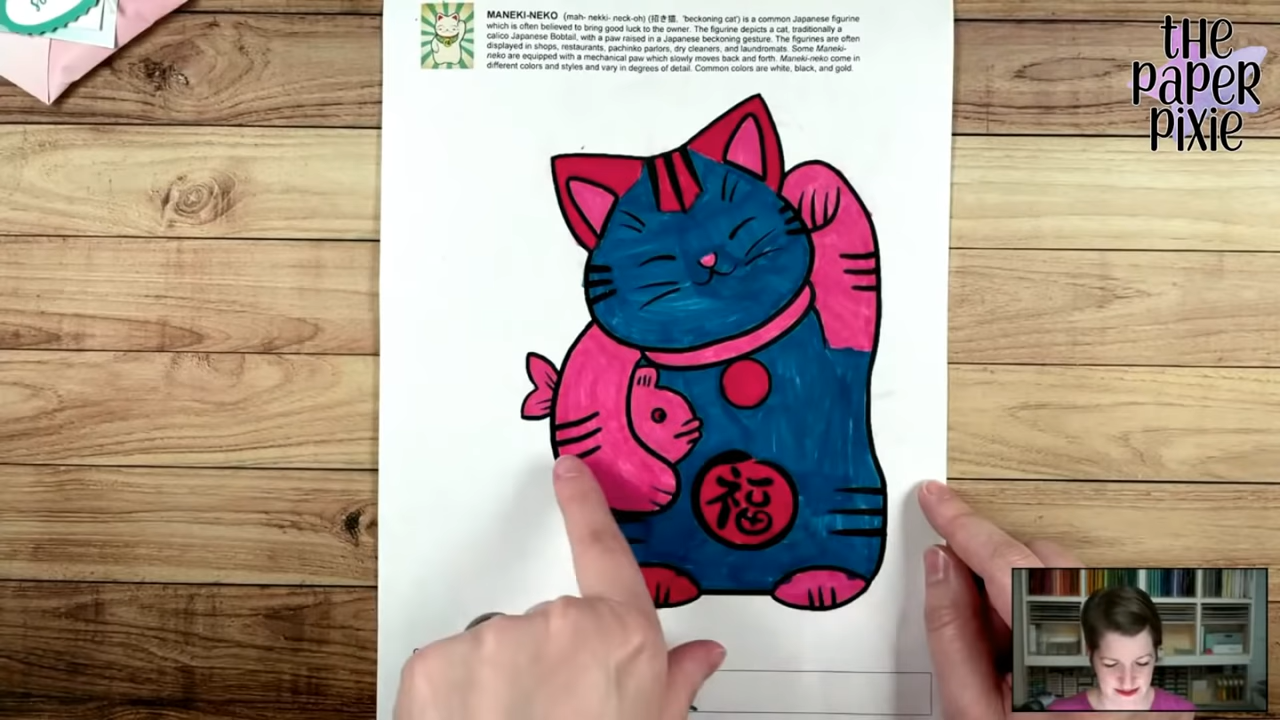 MANEKI-NEKO (mah- nekki- neck-oh) (招き猫, 'beckoning cat') is a common Japanese figurine
which is often believed to bring good luck to the owner. The figurine depicts a cat, traditionally a
calico Japanese Bobtail, with a paw raised in a Japanese beckoning gesture. The figurines are often
displayed in shops, restaurants, pachinko parlors, dry cleaners, and laundromats. Some Maneki-
neko are equipped with a mechanical paw which slowly moves back and forth. Maneki-neko come in
different colors and styles and vary in degrees of detail. Common colors are white, black, and gold.
THE
PAPER
PIXIE
福